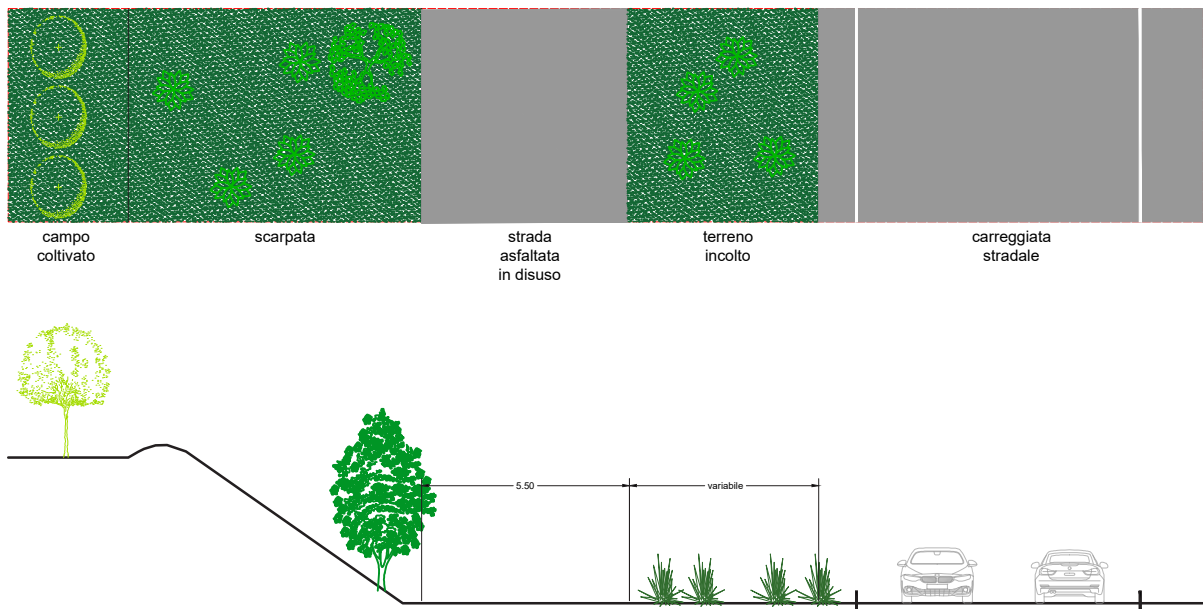 campo
coltivato
scarpata
strada
asfaltata
in disuso
terreno
incolto
carreggiata
stradale
5.50
variabile